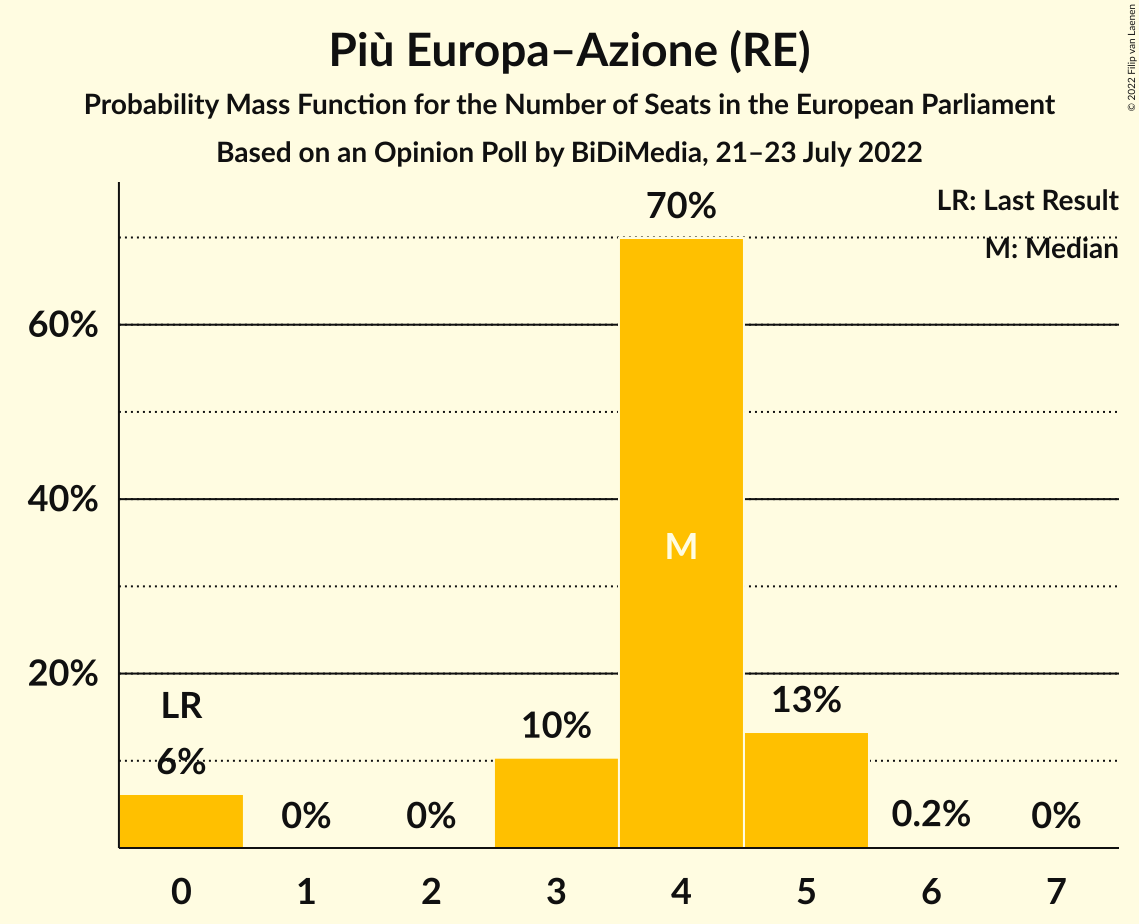 Più Europa–Azione (RE)
Probability Mass Function for the Number of Seats in the European Parliament
Based on an Opinion Poll by BiDiMedia, 21–23 July 2022
© 2022 Filip van Laenen
LR: Last Result
M: Median
70%
60%
40%
20%
M
LR
6%
0%
0%
10%
13%
0.2%
0%
0 1 2 3 4 5 6 7